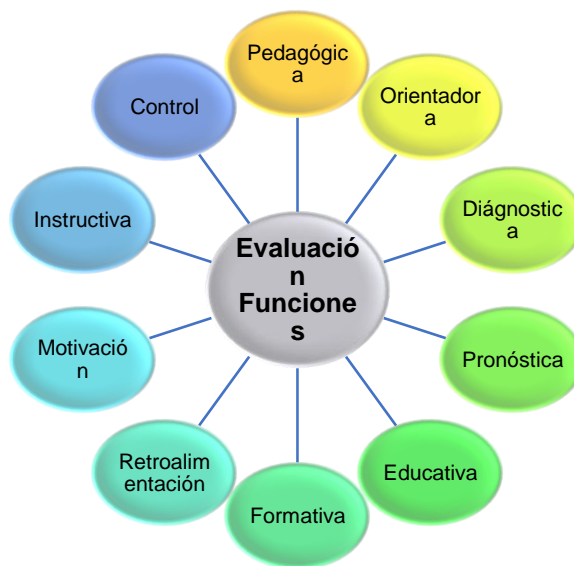 Pedagógic
a
Orientador
a
Diágnostic
a
Pronóstica
Educativa
Formativa
Retroalim
entación
Motivació
n
Instructiva
Control
Evaluació
n
Funcione
s